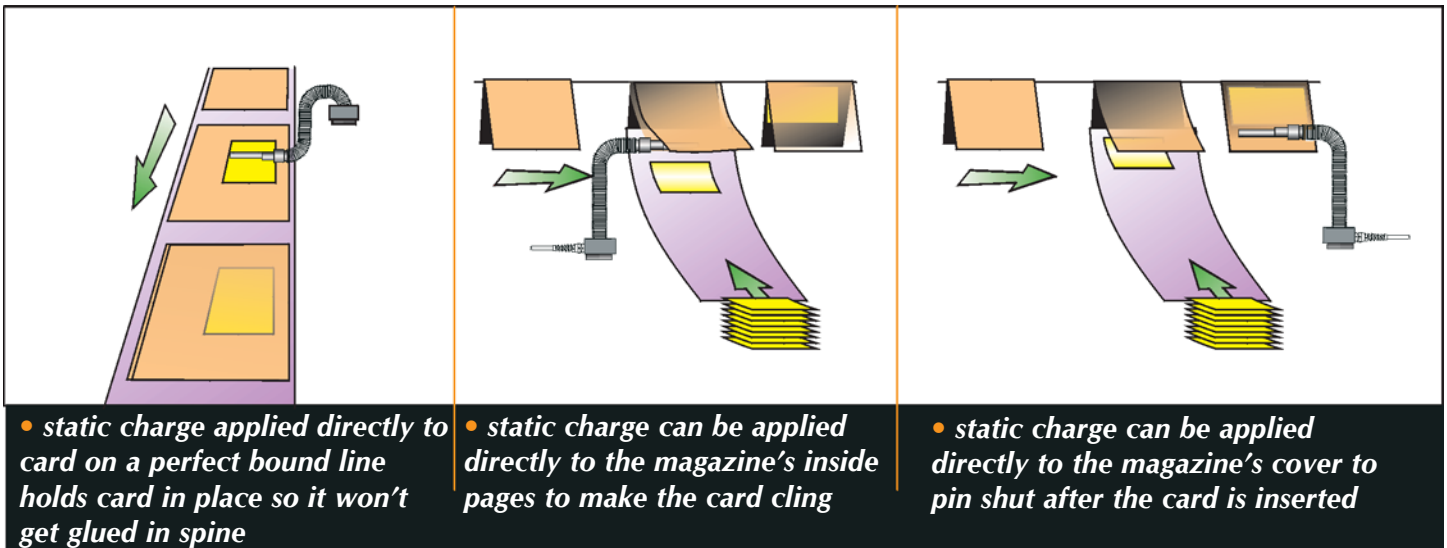 • static charge applied directly to
card on a perfect bound line
holds card in place so it won't
get glued in spine
• static charge can be applied
directly to the magazine's inside
pages to make the card cling
• static charge can be applied
directly to the magazine's cover to
pin shut after the card is inserted